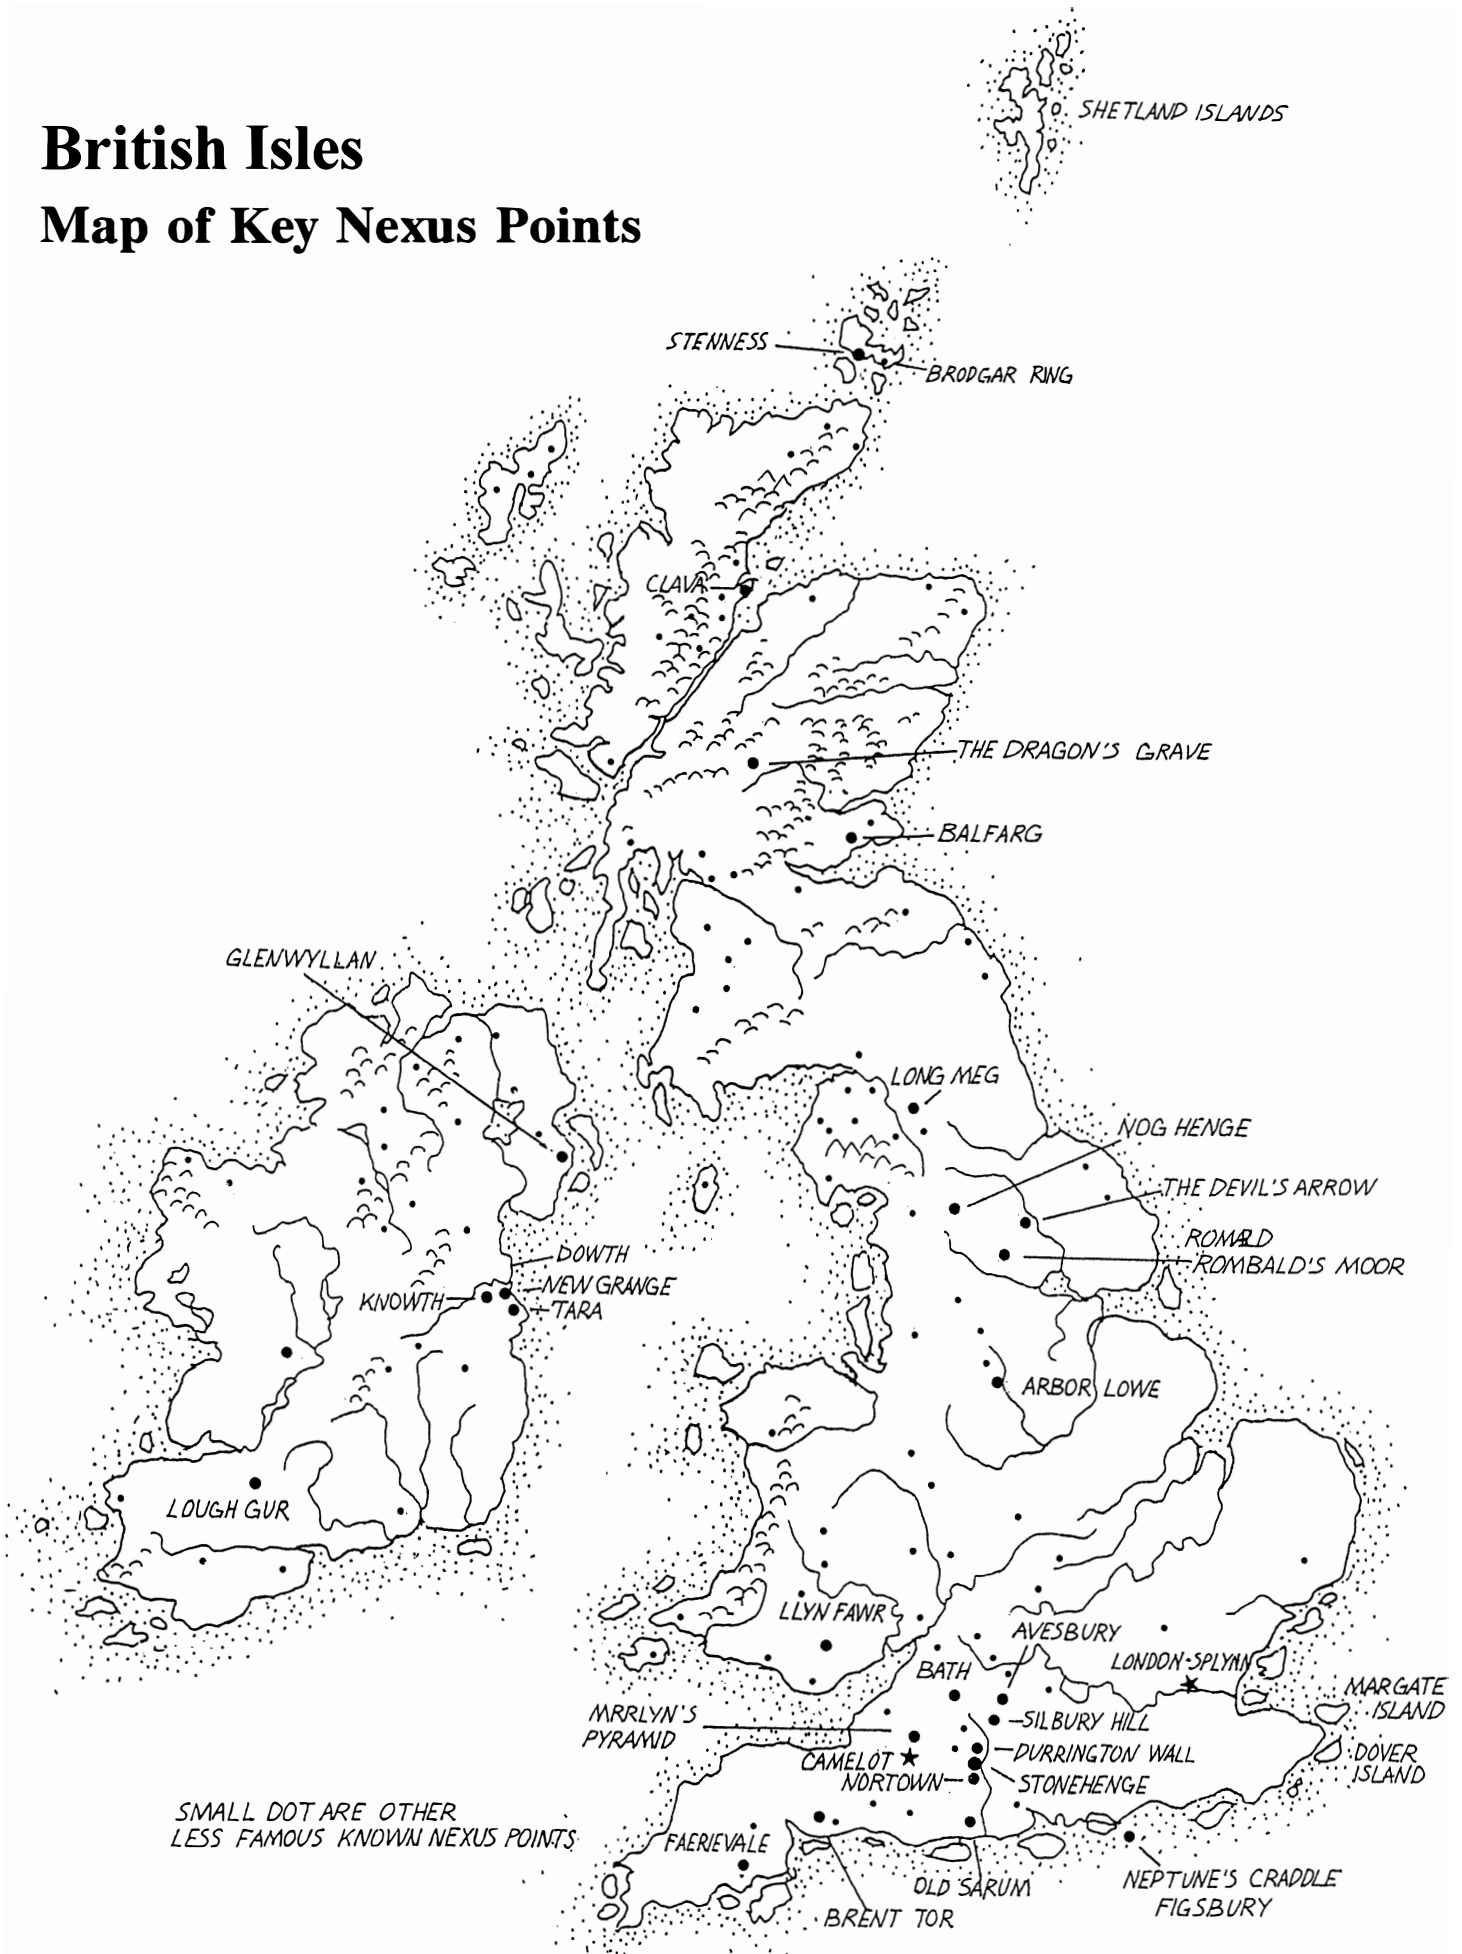 British Isles
Map of Key Nexus Points
SHETLAND ISLANDS
STENNESS
BRODGAR RING
CLAVA
THE DRAGON'S GRAVE
BALFARG
GLENWYLLAN
LONG MEG
NOG HENGE
THE DEVIL'S ARROW
ROMALD
ROMBALD'S MOOR
DOWTH
NEW GRANGE
KNOWTH
TARA
ARBOR LOWE
LOUGH GUR
LLYN FAWR
AVESBURY
BATH
LONDON-SPLYNN
MARGATE
ISLAND
MRRLYN'S
PYRAMID
SILBURY HILL
DURRINGTON WALL
DOVER
ISLAND
CAMELOT
NORTOWN
STONEHENGE
SMALL DOT ARE OTHER
LESS FAMOUS KNOWN NEXUS POINTS
FAERIEVALE
OLD SARUM
NEPTUNE'S CRADDLE
FIGSBURY
BRENT TOR